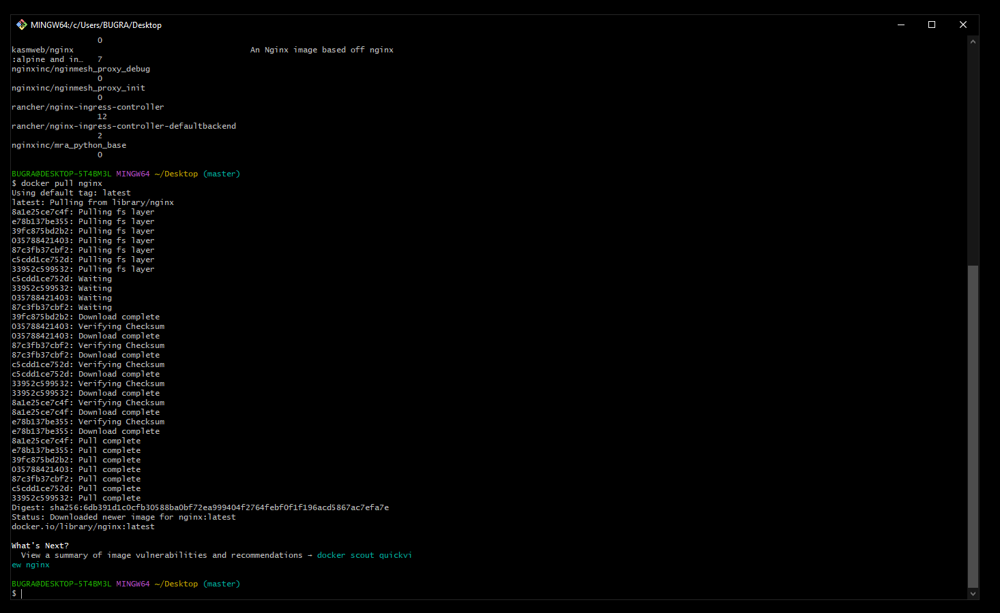 MINGW64:/c/Users/BUGRA/Desktop
0
kasmweb/nginx An Nginx image based off nginx
:alpine and in… 7
nginxinc/nginmesh_proxy_debug
0
nginxinc/nginmesh_proxy_init
0
rancher/nginx-ingress-controller
12
rancher/nginx-ingress-controller-defaultbackend
2
nginxinc/mra_python_base
0
BUGRA@DESKTOP-5T4BM3L MINGW64 ~/Desktop (master)
$ docker pull nginx
Using default tag: latest
latest: Pulling from library/nginx
8a1e25ce7c4f: Pulling fs layer
e78b137be355: Pulling fs layer
39fc875bd2b2: Pulling fs layer
035788421403: Pulling fs layer
87c3fb37cbf2: Pulling fs layer
c5cdd1ce752d: Pulling fs layer
33952c599532: Pulling fs layer
c5cdd1ce752d: Waiting
33952c599532: Waiting
035788421403: Waiting
87c3fb37cbf2: Waiting
39fc875bd2b2: Download complete
035788421403: Verifying Checksum
035788421403: Download complete
87c3fb37cbf2: Verifying Checksum
87c3fb37cbf2: Download complete
c5cdd1ce752d: Verifying Checksum
c5cdd1ce752d: Download complete
33952c599532: Verifying Checksum
33952c599532: Download complete
8a1e25ce7c4f: Verifying Checksum
8a1e25ce7c4f: Download complete
e78b137be355: Verifying Checksum
e78b137be355: Download complete
8a1e25ce7c4f: Pull complete
e78b137be355: Pull complete
39fc875bd2b2: Pull complete
035788421403: Pull complete
87c3fb37cbf2: Pull complete
c5cdd1ce752d: Pull complete
33952c599532: Pull complete
Digest: sha256:6db391d1c0cfb30588ba0bf72ea999404f2764febf0f1f196acd5867ac7efa7e
Status: Downloaded newer image for nginx:latest
docker.io/library/nginx:latest
What's Next?
View a summary of image vulnerabilities and recommendations → docker scout quickvi
ew nginx
BUGRA@DESKTOP-5T4BM3L MINGW64 ~/Desktop (master)
$